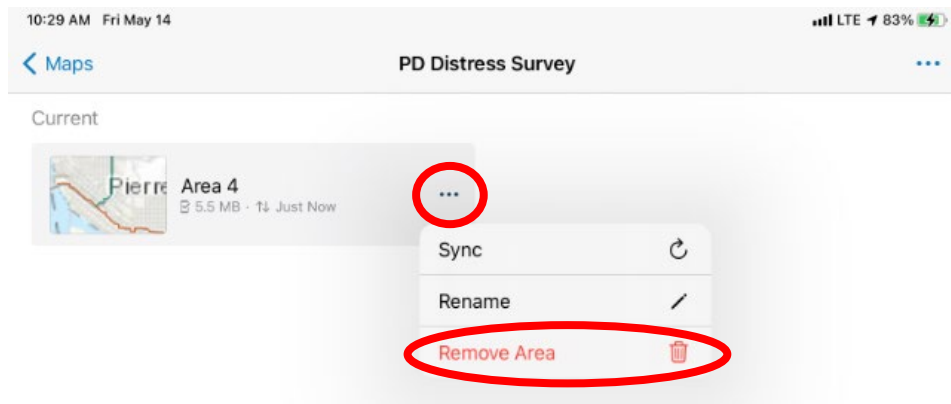 10:29 AM Fri May 14 LTE 83%
Maps PD Distress Survey ...
Current
Pierre Area 4 ...
5.5 MB · Just Now
Sync
Rename
Remove Area